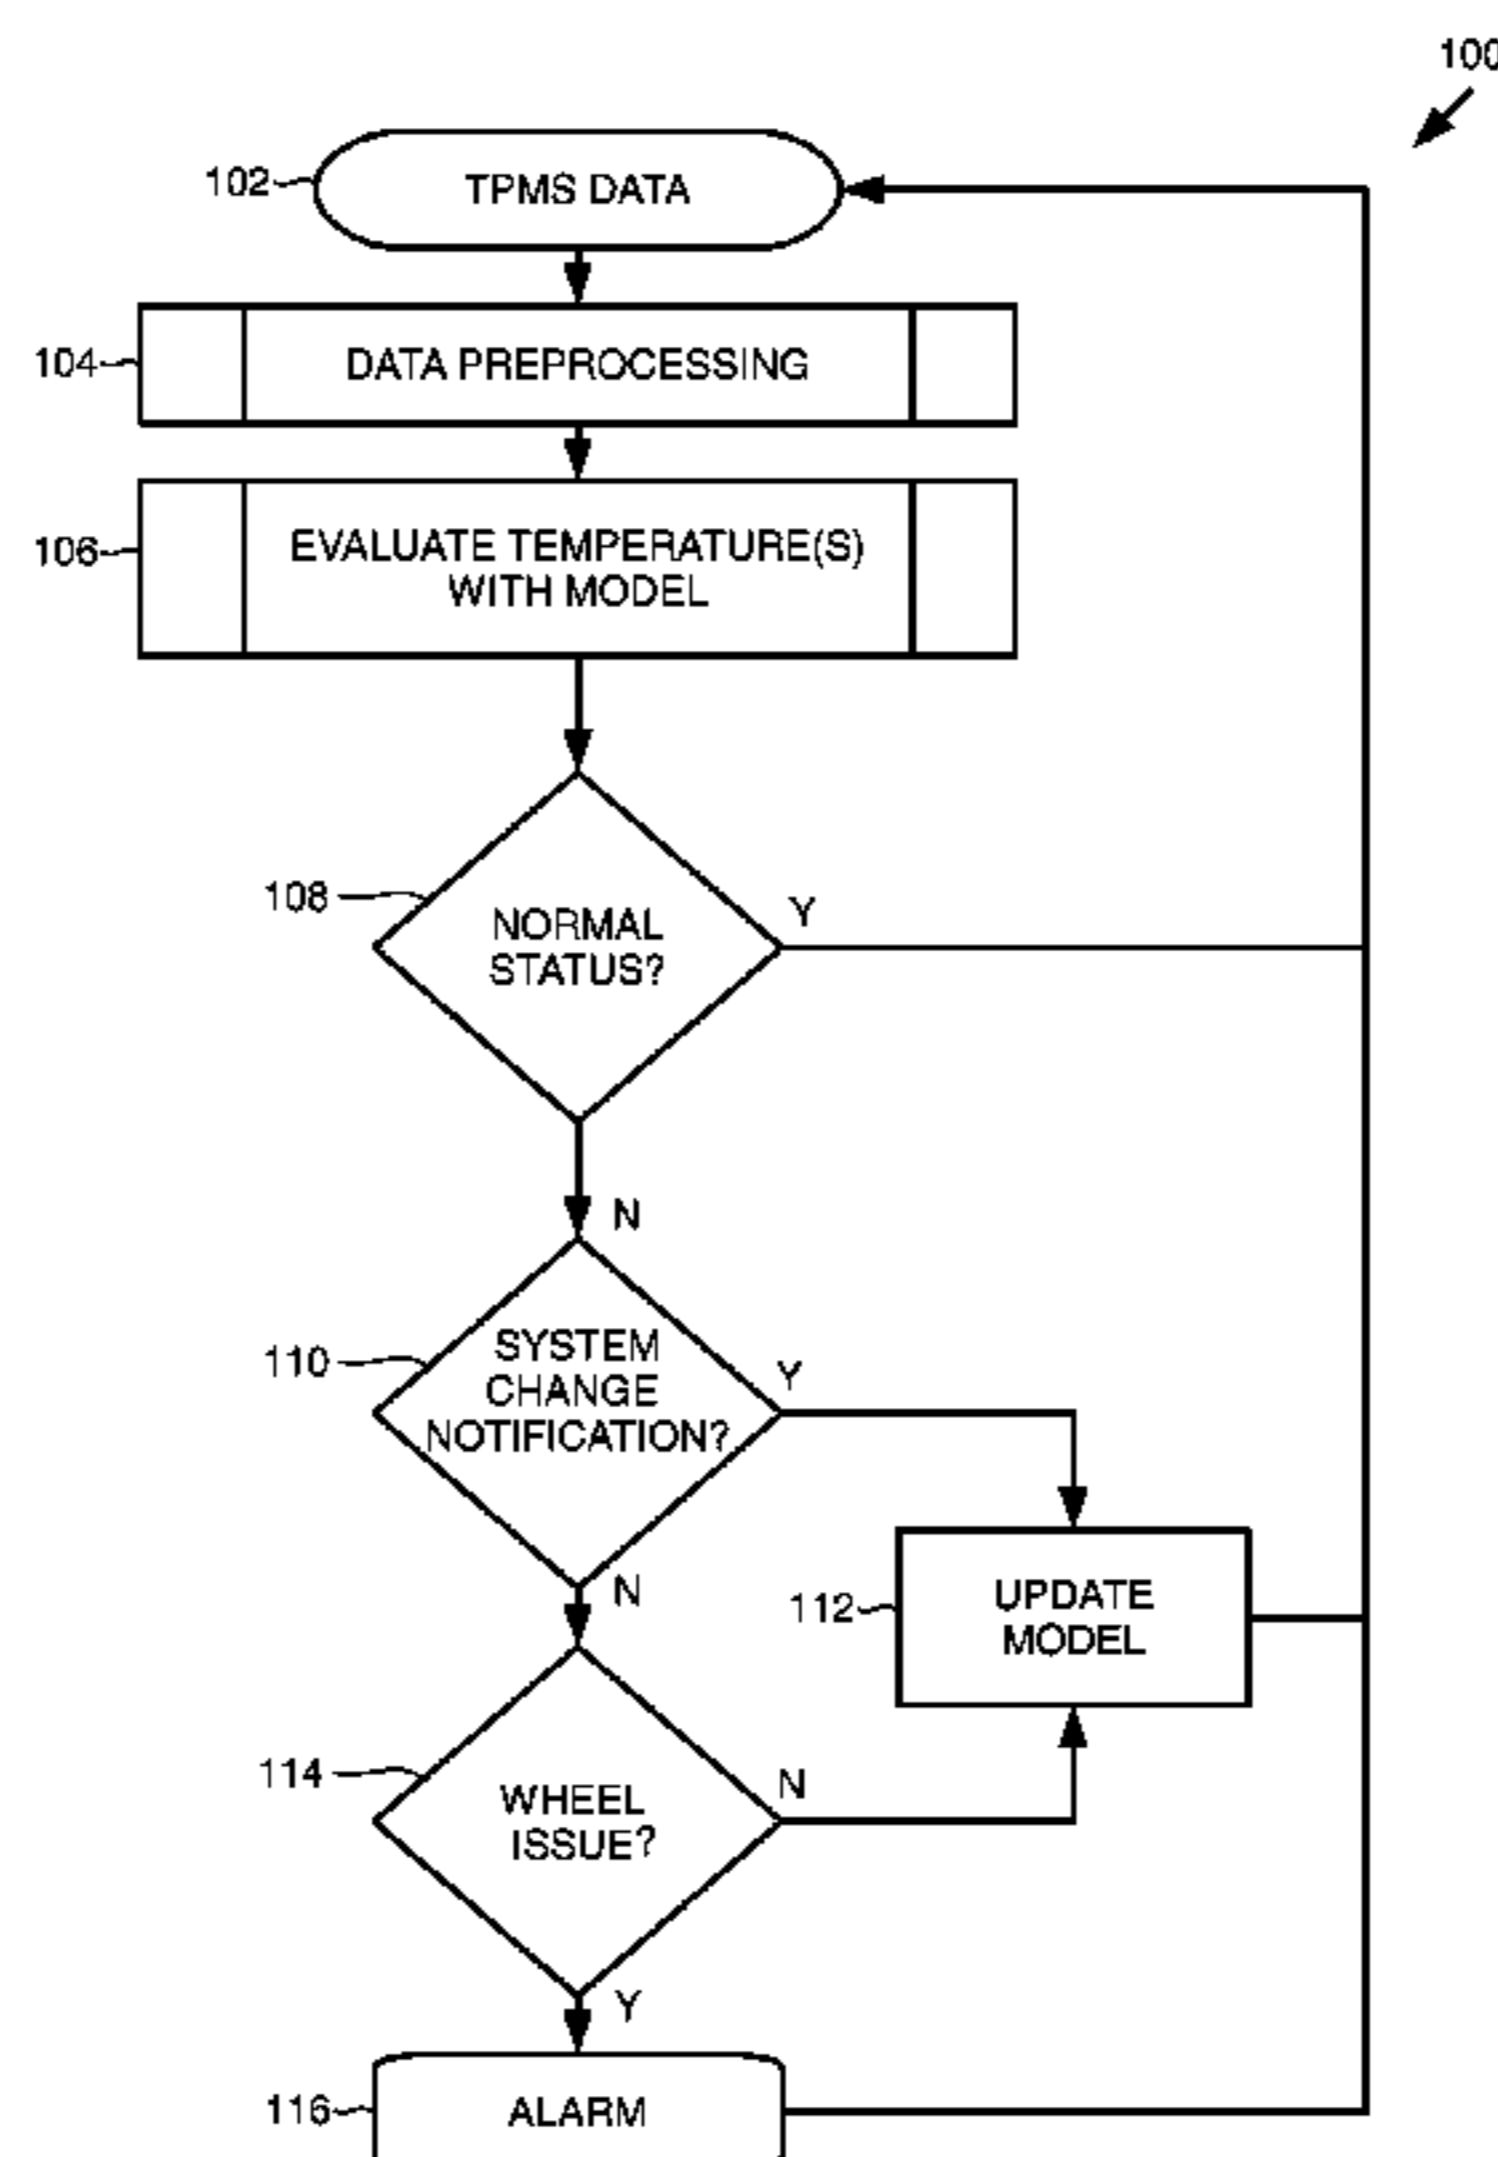 100
102
TPMS DATA
104
DATA PREPROCESSING
106
EVALUATE TEMPERATURE(S)
WITH MODEL
108
NORMAL
STATUS?
Y
N
110
SYSTEM
CHANGE
NOTIFICATION?
Y
N
112
UPDATE
MODEL
114
WHEEL
ISSUE?
N
Y
116
ALARM